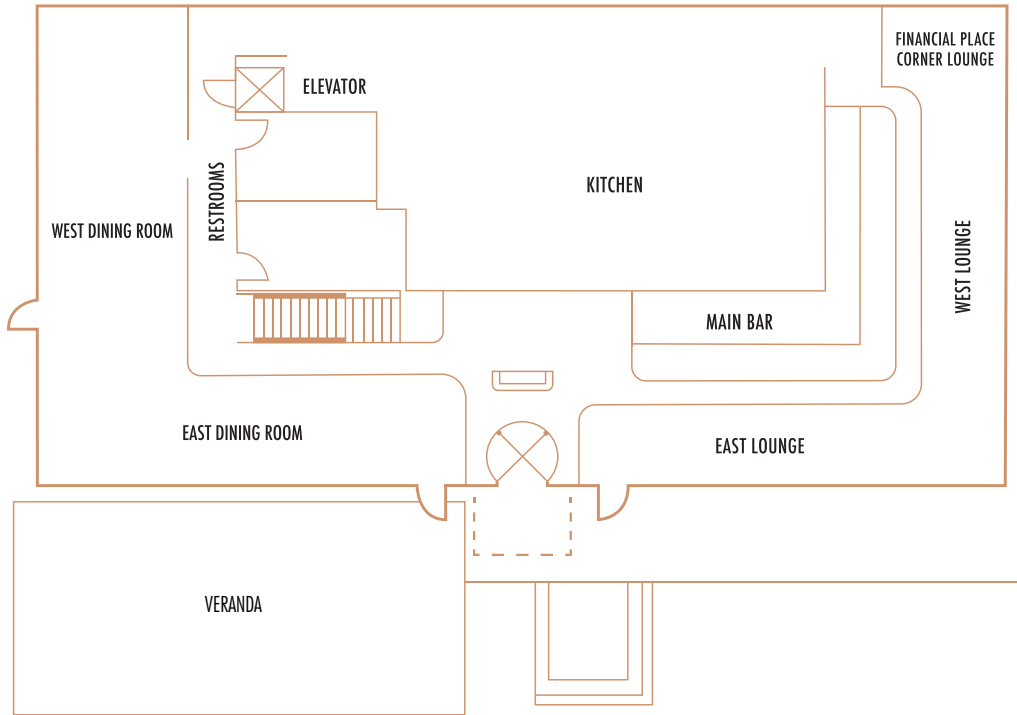 FINANCIAL PLACE
CORNER LOUNGE
ELEVATOR
KITCHEN
RESTROOMS
WEST DINING ROOM
WEST LOUNGE
MAIN BAR
EAST DINING ROOM
EAST LOUNGE
VERANDA